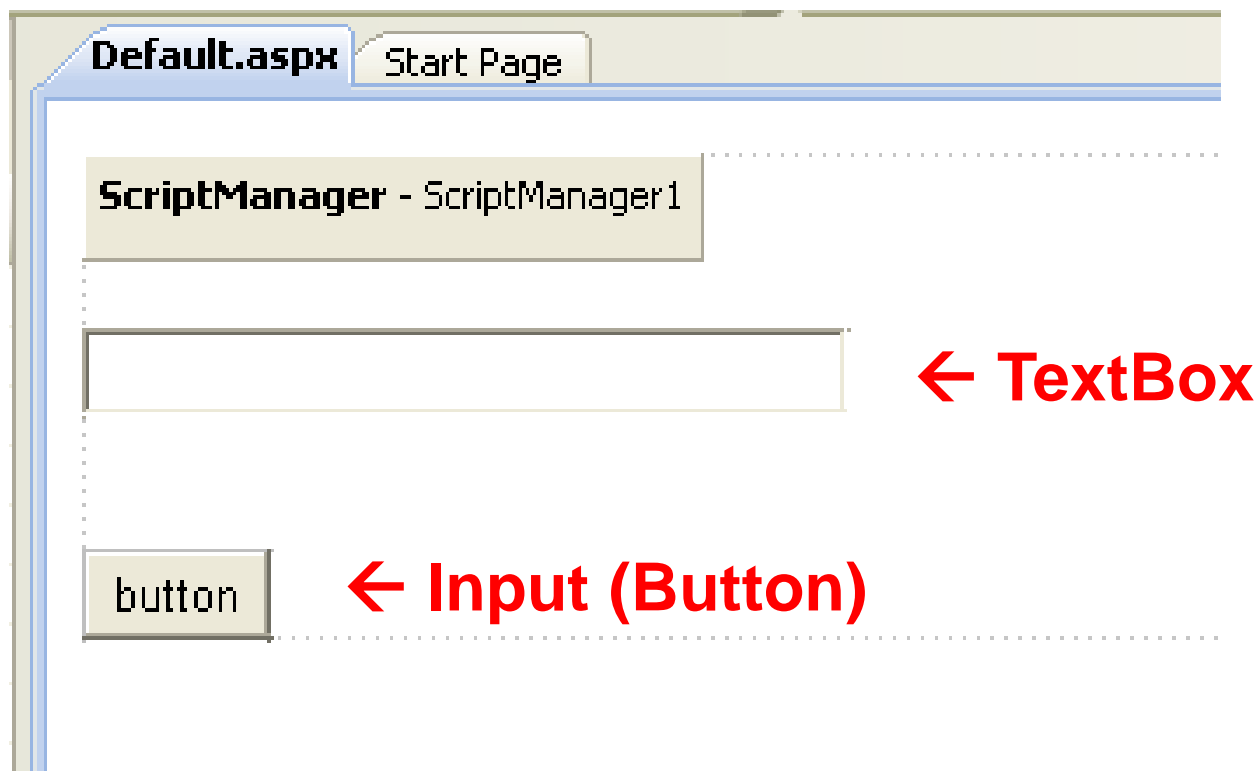 Default.aspx Start Page
ScriptManager - ScriptManager1
← TextBox
button ← Input (Button)